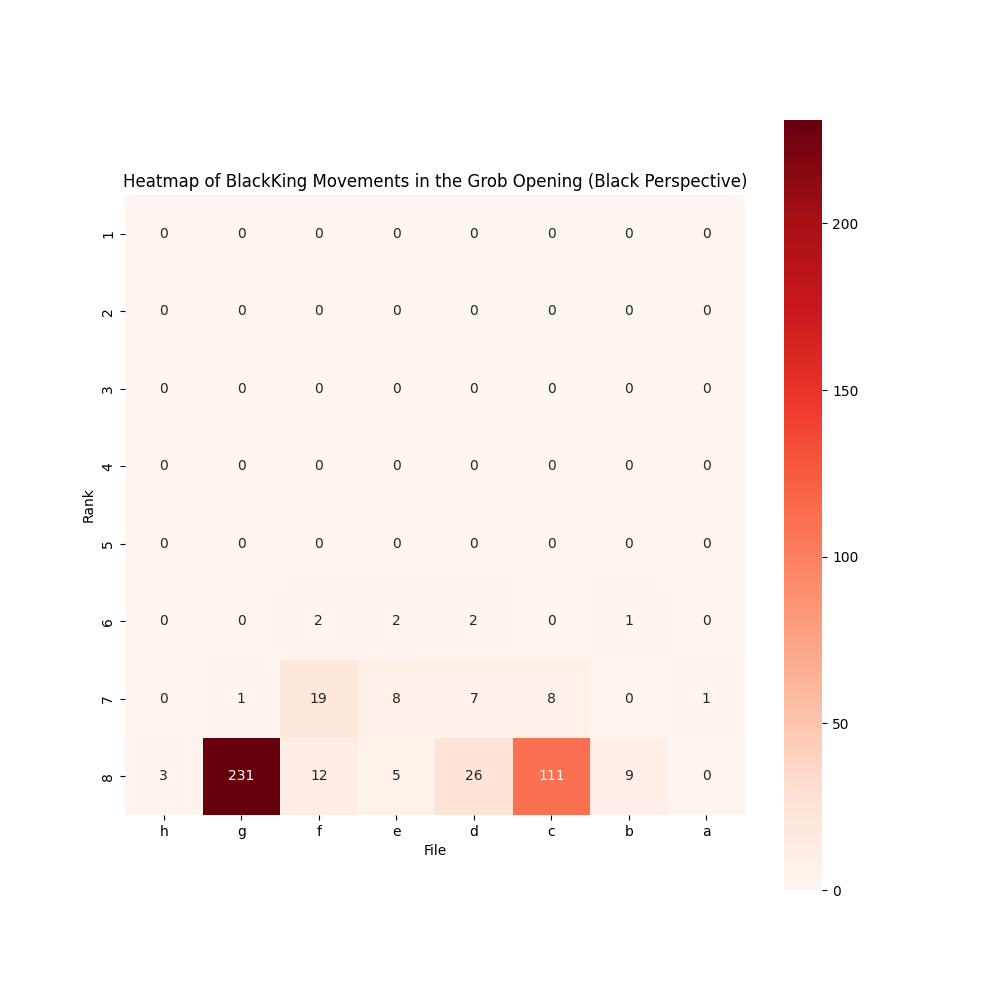 Heatmap of BlackKing Movements in the Grob Opening (Black Perspective)
1 0 0 0 0 0 0 0 0
2 0 0 0 0 0 0 0 0
3 0 0 0 0 0 0 0 0
4 0 0 0 0 0 0 0 0
5 0 0 0 0 0 0 0 0
6 0 0 2 2 2 0 1 0
7 0 1 19 8 7 8 0 1
8 3 231 12 5 26 111 9 0
h g f e d c b a
File
Rank
200
150
100
50
0